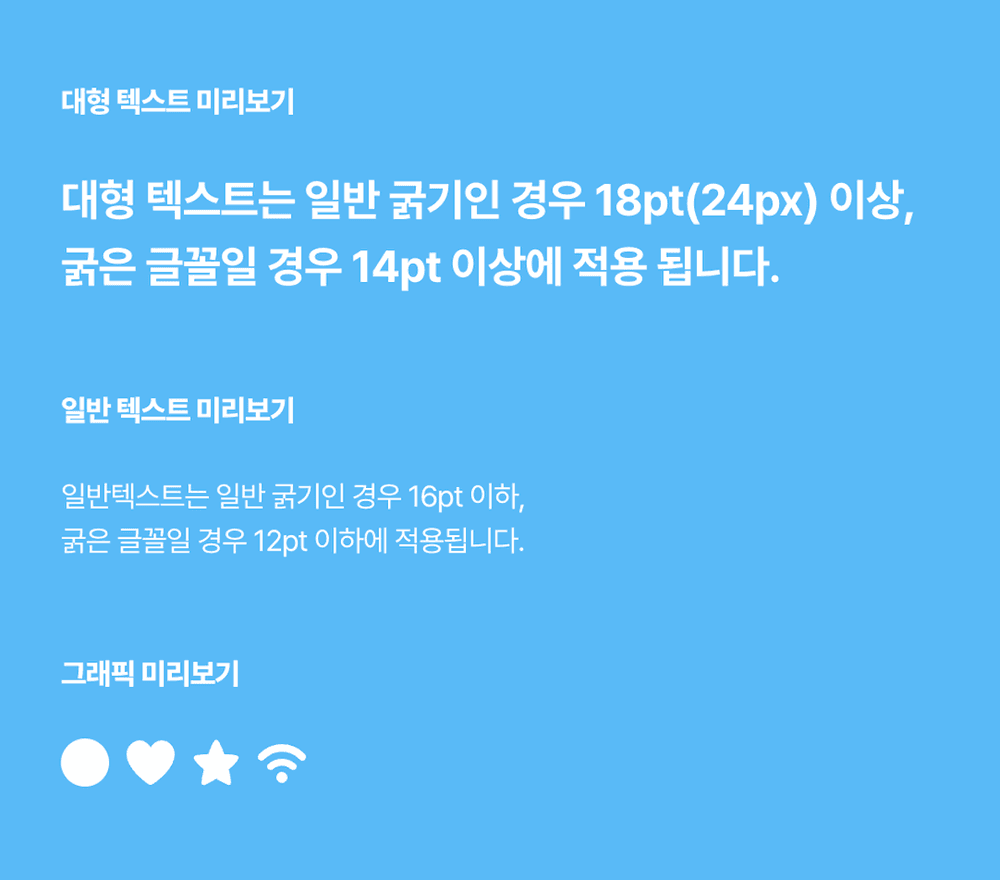 대형 텍스트 미리보기
대형 텍스트는 일반 굵기인 경우 18pt(24px) 이상,
굵은 글꼴일 경우 14pt 이상에 적용 됩니다.
일반 텍스트 미리보기
일반텍스트는 일반 굵기인 경우 16pt 이하,
굵은 글꼴일 경우 12pt 이하에 적용됩니다.
그래픽 미리보기